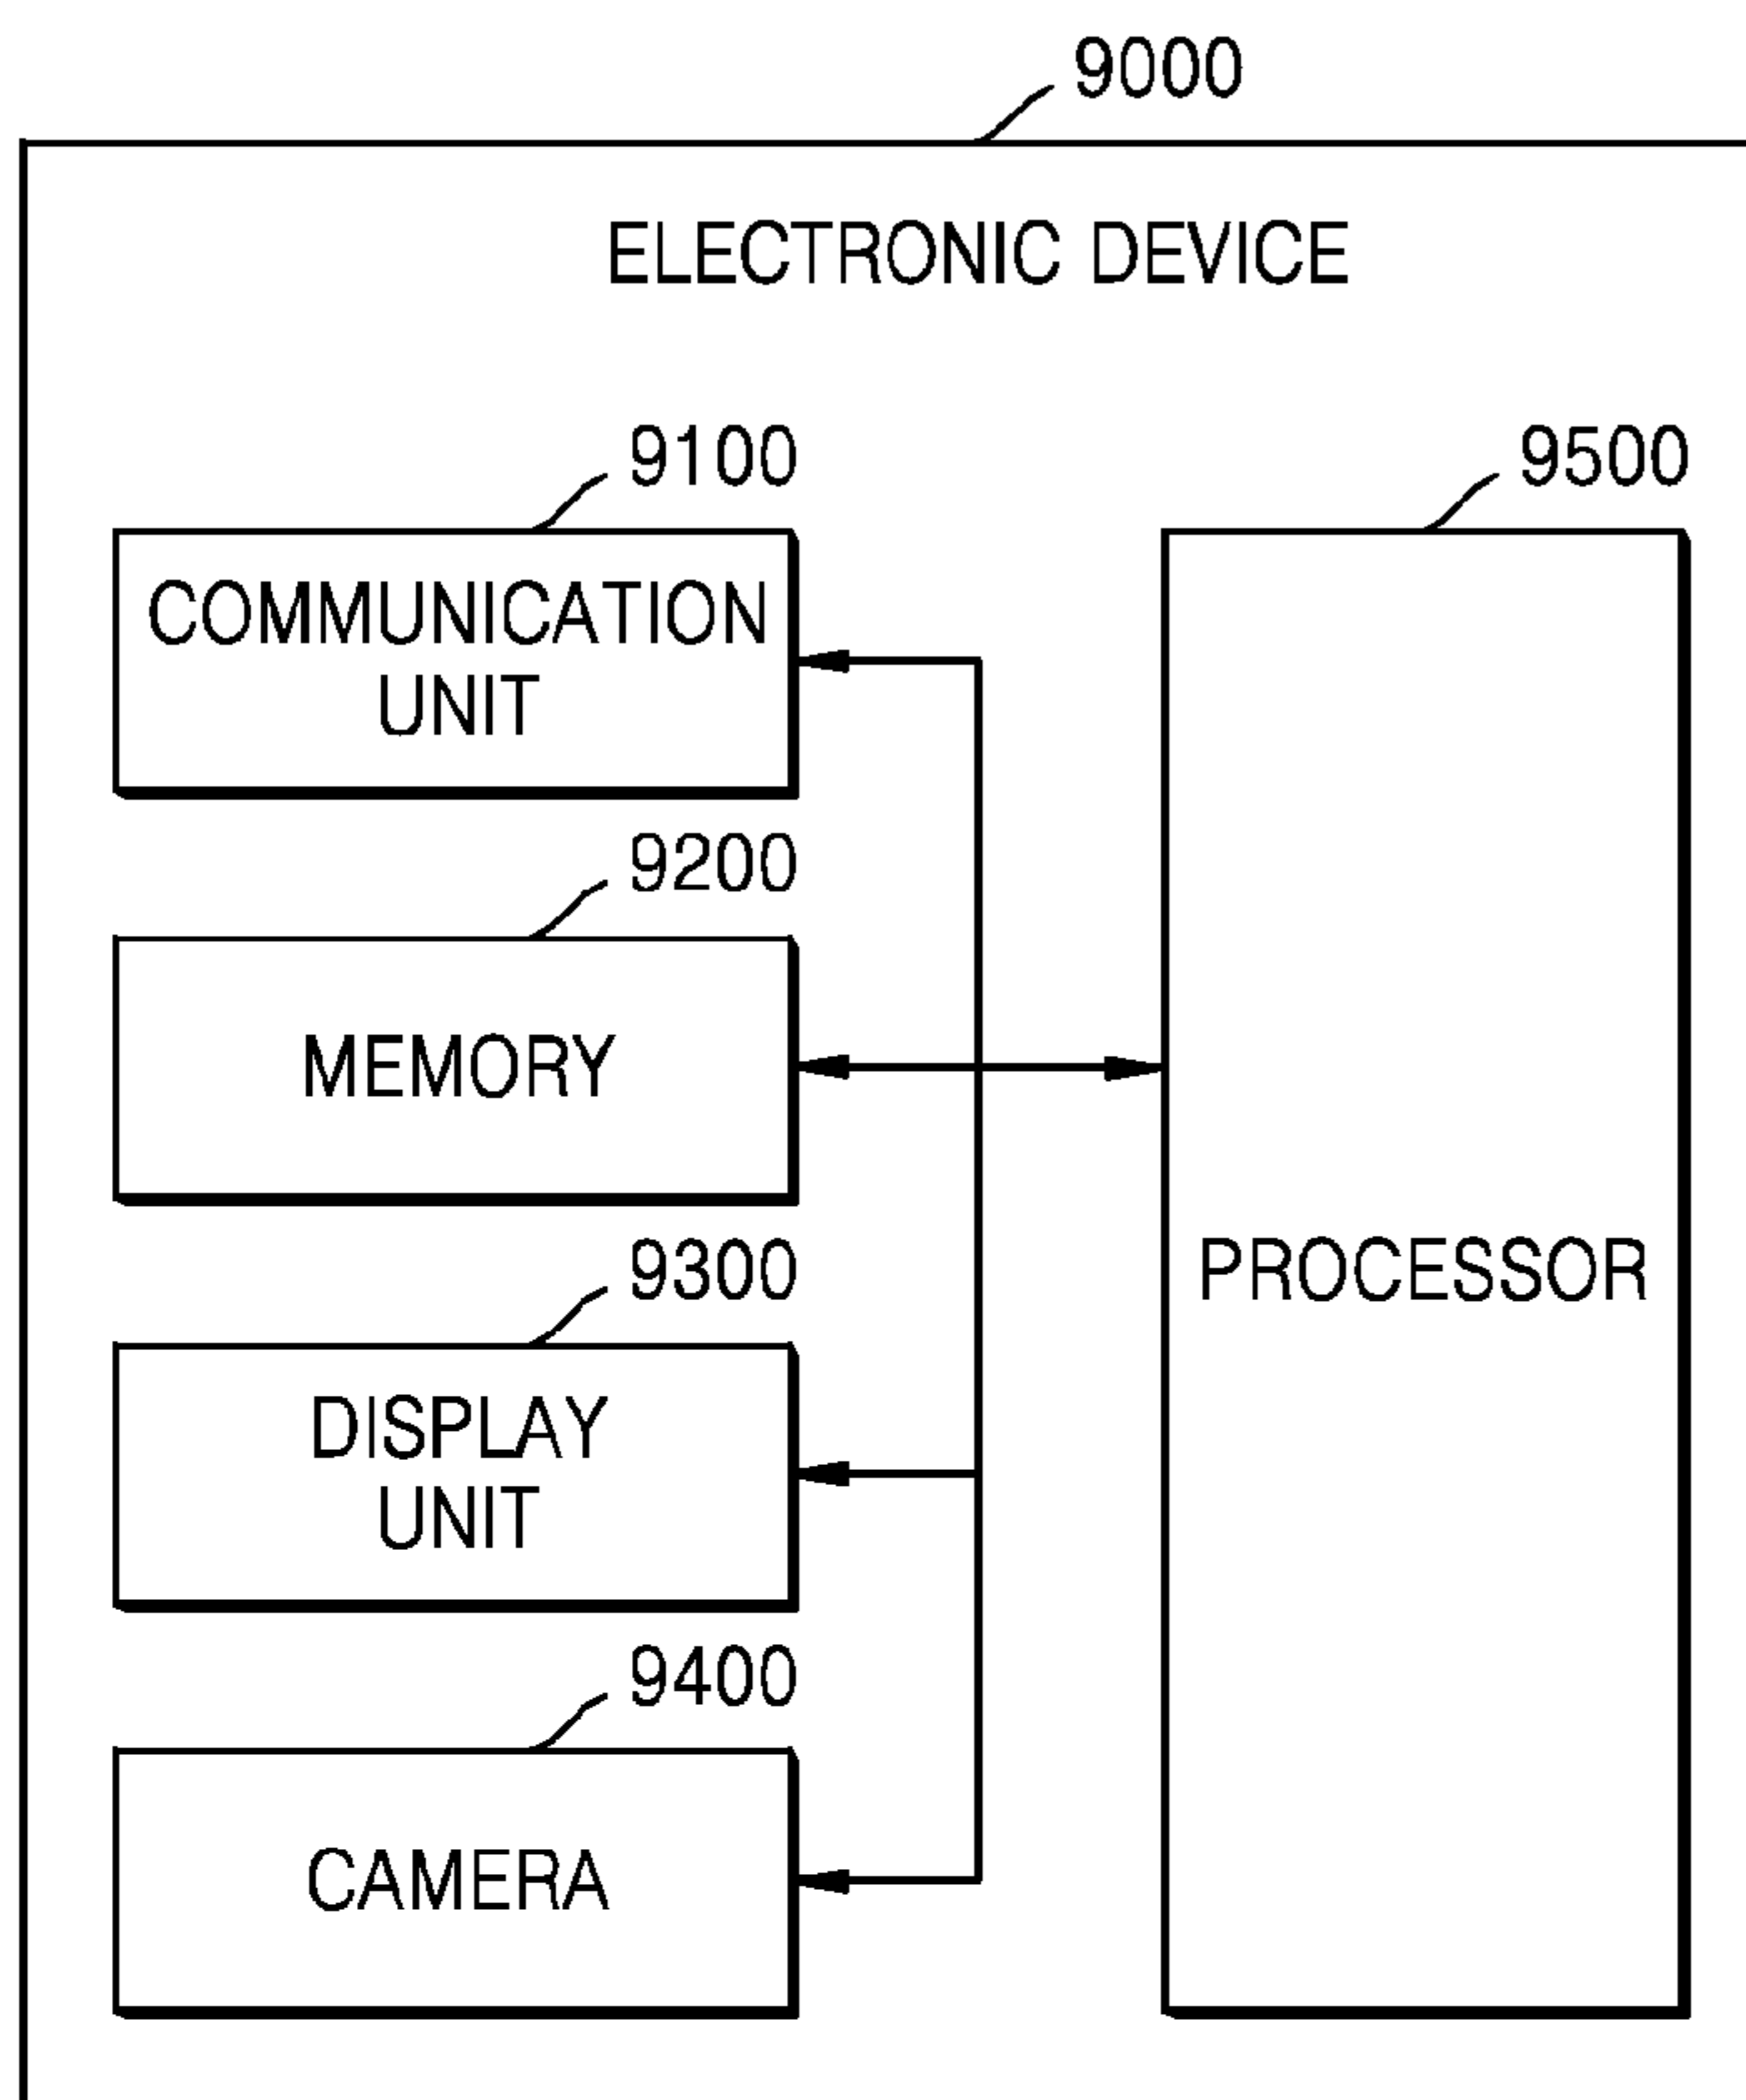 9000
ELECTRONIC DEVICE
9100
9500
COMMUNICATION
UNIT
9200
MEMORY
9300
PROCESSOR
DISPLAY
UNIT
9400
CAMERA